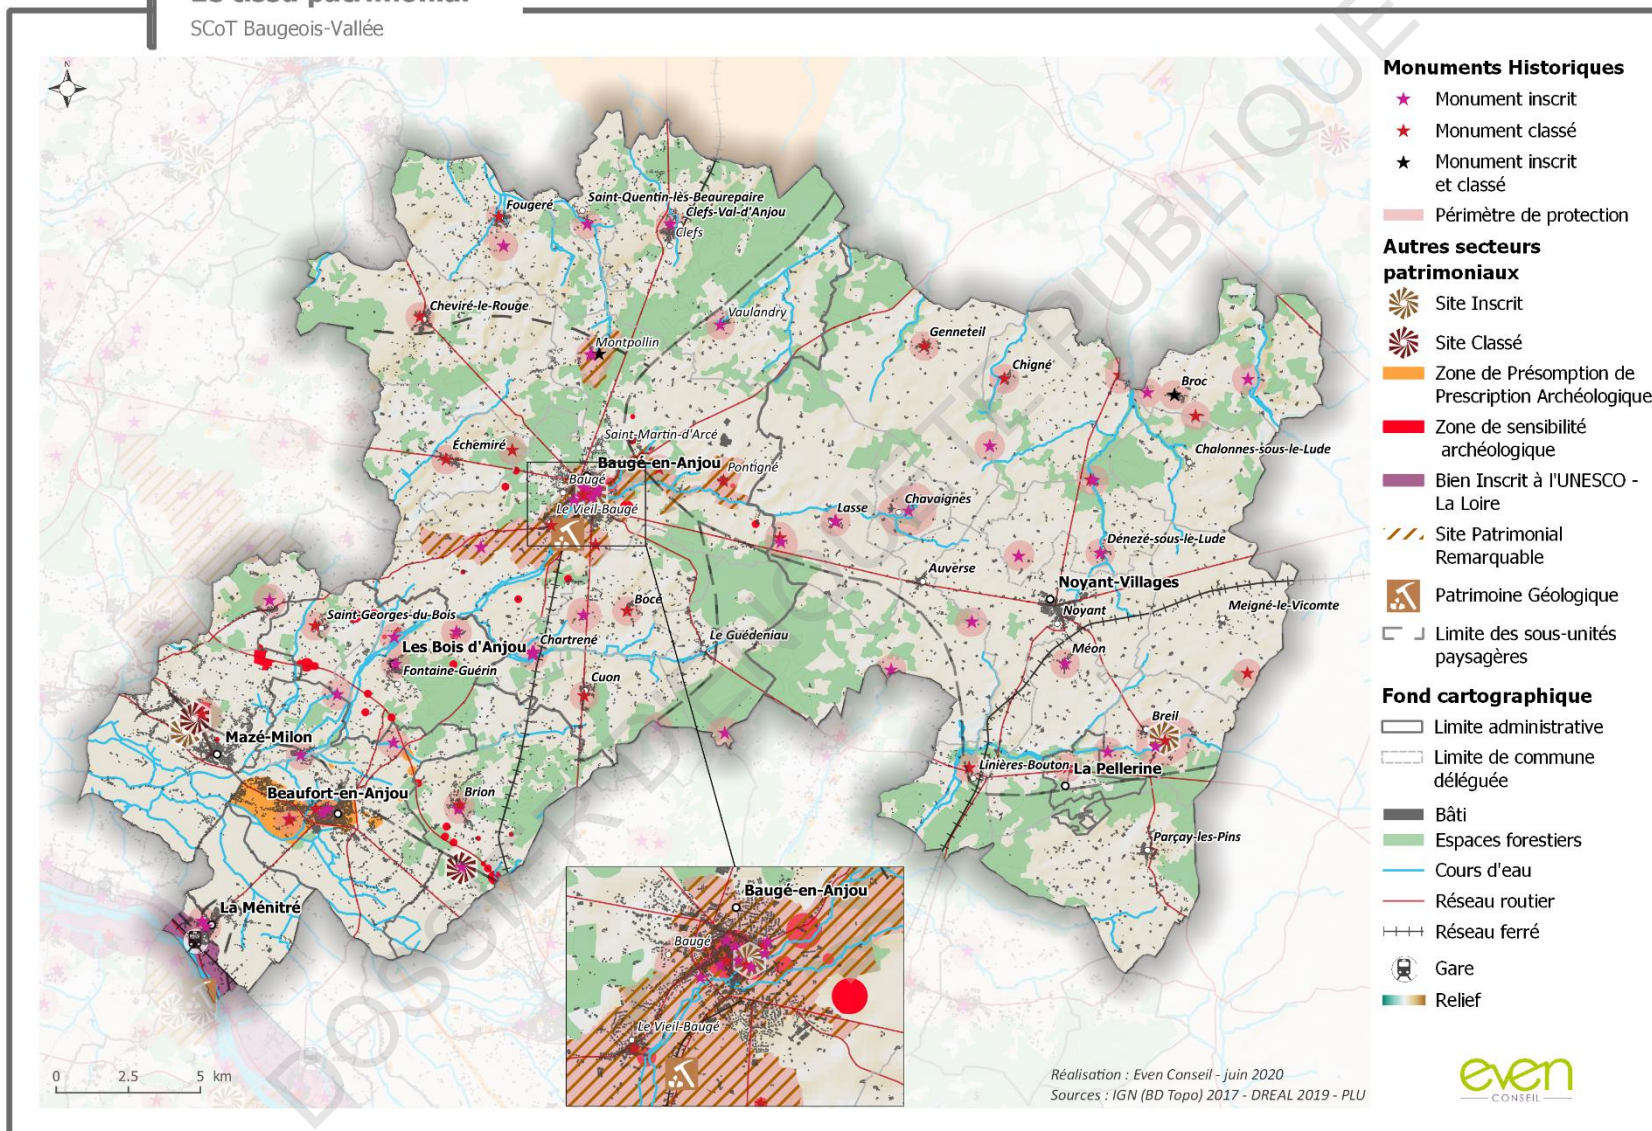 Le tissu patrimonial
SCoT Baugeois-Vallée
N
Monuments Historiques
Monument inscrit
Monument classé
Monument inscrit
et classé
Périmètre de protection
Autres secteurs
patrimoniaux
Site Inscrit
Site Classé
Zone de Présomption de
Prescription Archéologique
Zone de sensibilité
archéologique
Bien Inscrit à l'UNESCO -
La Loire
Site Patrimonial
Remarquable
Patrimoine Géologique
Limite des sous-unités
paysagères
Fond cartographique
Limite administrative
Limite de commune
déléguée
Bâti
Espaces forestiers
Cours d'eau
Réseau routier
Réseau ferré
Gare
Relief
Fougeré
Saint-Quentin-lès-Beaurepaire
Clefs-Val-d'Anjou
Clefs
Cheviré-le-Rouge
Vaulandry
Montpollin
Genneteil
Chigné
Broc
Saint-Martin-d'Arcé
Échemiré
Chalonnes-sous-le-Lude
Baugé-en-Anjou
Pontigné
Baugé
Le Vieil-Baugé
Lasse
Chavaignes
Dénezé-sous-le-Lude
Auverse
Noyant-Villages
Noyant
Meigné-le-Vicomte
Saint-Georges-du-Bois
Bocé
Chartrené
Le Guédeniau
Les Bois d'Anjou
Fontaine-Guérin
Méon
Cuon
Mazé-Milon
Breil
Linières-Bouton
La Pellerine
Beaufort-en-Anjou
Brion
Parçay-les-Pins
La Ménitré
Baugé-en-Anjou
Baugé
Le Vieil-Baugé
0 2.5 5 km
Réalisation : Even Conseil - juin 2020
Sources : IGN (BD Topo) 2017 - DREAL 2019 - PLU
even
CONSEIL
DOSSIER D'ENQUETE PUBLIQUE